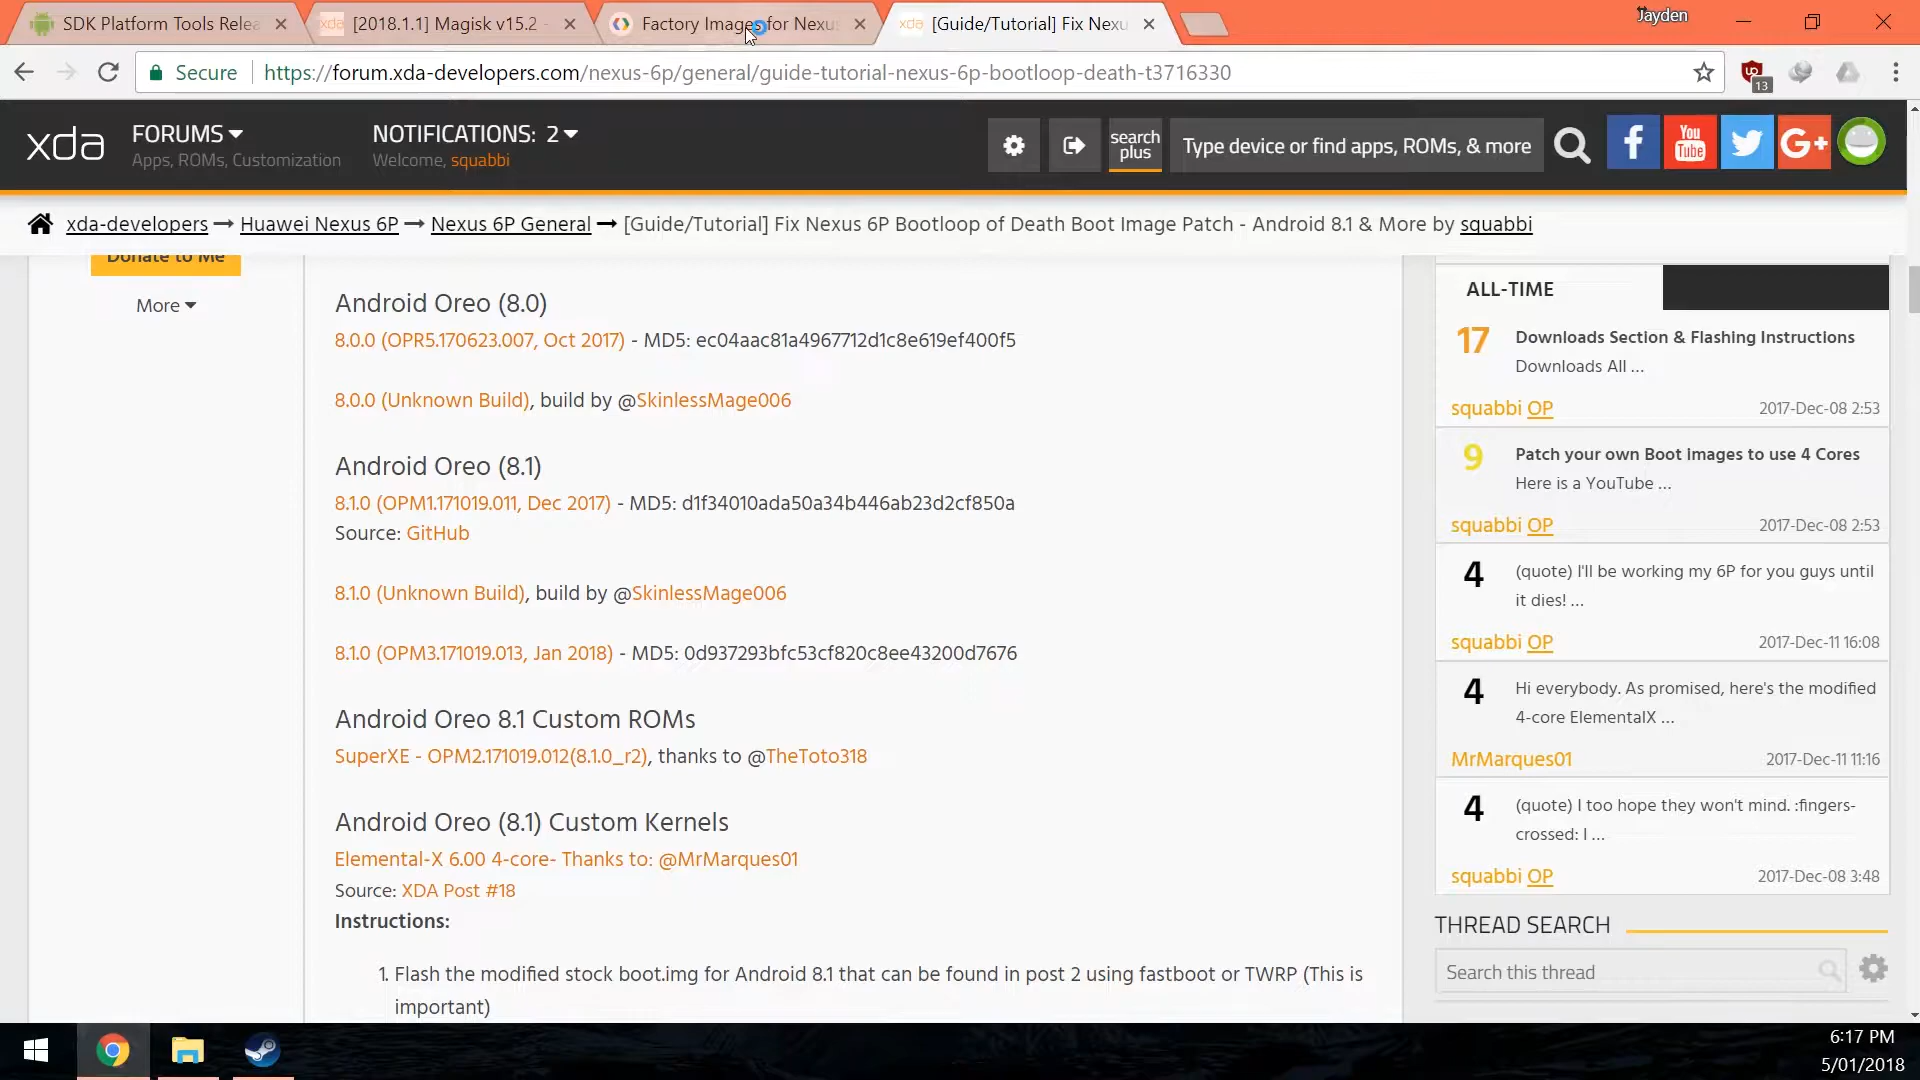 SDK Platform Tools Relea
[2018.1.1] Magisk v15.2 -
Factory Images for Nexus
[Guide/Tutorial] Fix Nexu
Jayden
Secure
https://forum.xda-developers.com/nexus-6p/general/guide-tutorial-nexus-6p-bootloop-death-t3716330
13
xda
FORUMS
Apps, ROMs, Customization
NOTIFICATIONS: 2
Welcome, squabbi
search
plus
Type device or find apps, ROMs, & more
You
Tube
G+
xda-developers → Huawei Nexus 6P → Nexus 6P General → [Guide/Tutorial] Fix Nexus 6P Bootloop of Death Boot Image Patch - Android 8.1 & More by squabbi
Donate to Me
More
Android Oreo (8.0)
8.0.0 (OPR5.170623.007, Oct 2017) - MD5: ec04aac81a4967712d1c8e619ef400f5
8.0.0 (Unknown Build), build by @SkinlessMage006
Android Oreo (8.1)
8.1.0 (OPM1.171019.011, Dec 2017) - MD5: d1f34010ada50a34b446ab23d2cf850a
Source: GitHub
8.1.0 (Unknown Build), build by @SkinlessMage006
8.1.0 (OPM3.171019.013, Jan 2018) - MD5: 0d937293bfc53cf820c8ee43200d7676
Android Oreo 8.1 Custom ROMs
SuperXE - OPM2.171019.012(8.1.0_r2), thanks to @TheToto318
Android Oreo (8.1) Custom Kernels
Elemental-X 6.00 4-core- Thanks to: @MrMarques01
Source: XDA Post #18
Instructions:
1. Flash the modified stock boot.img for Android 8.1 that can be found in post 2 using fastboot or TWRP (This is
important)
ALL-TIME
17
Downloads Section & Flashing Instructions
Downloads All ...
squabbi OP
2017-Dec-08 2:53
9
Patch your own Boot images to use 4 Cores
Here is a YouTube ...
squabbi OP
2017-Dec-08 2:53
4
(quote) I'll be working my 6P for you guys until
it dies! ...
squabbi OP
2017-Dec-11 16:08
4
Hi everybody. As promised, here's the modified
4-core ElementalX ...
MrMarques01
2017-Dec-11 11:16
4
(quote) I too hope they won't mind. :fingers-
crossed: I ...
squabbi OP
2017-Dec-08 3:48
THREAD SEARCH
Search this thread
6:17 PM
5/01/2018